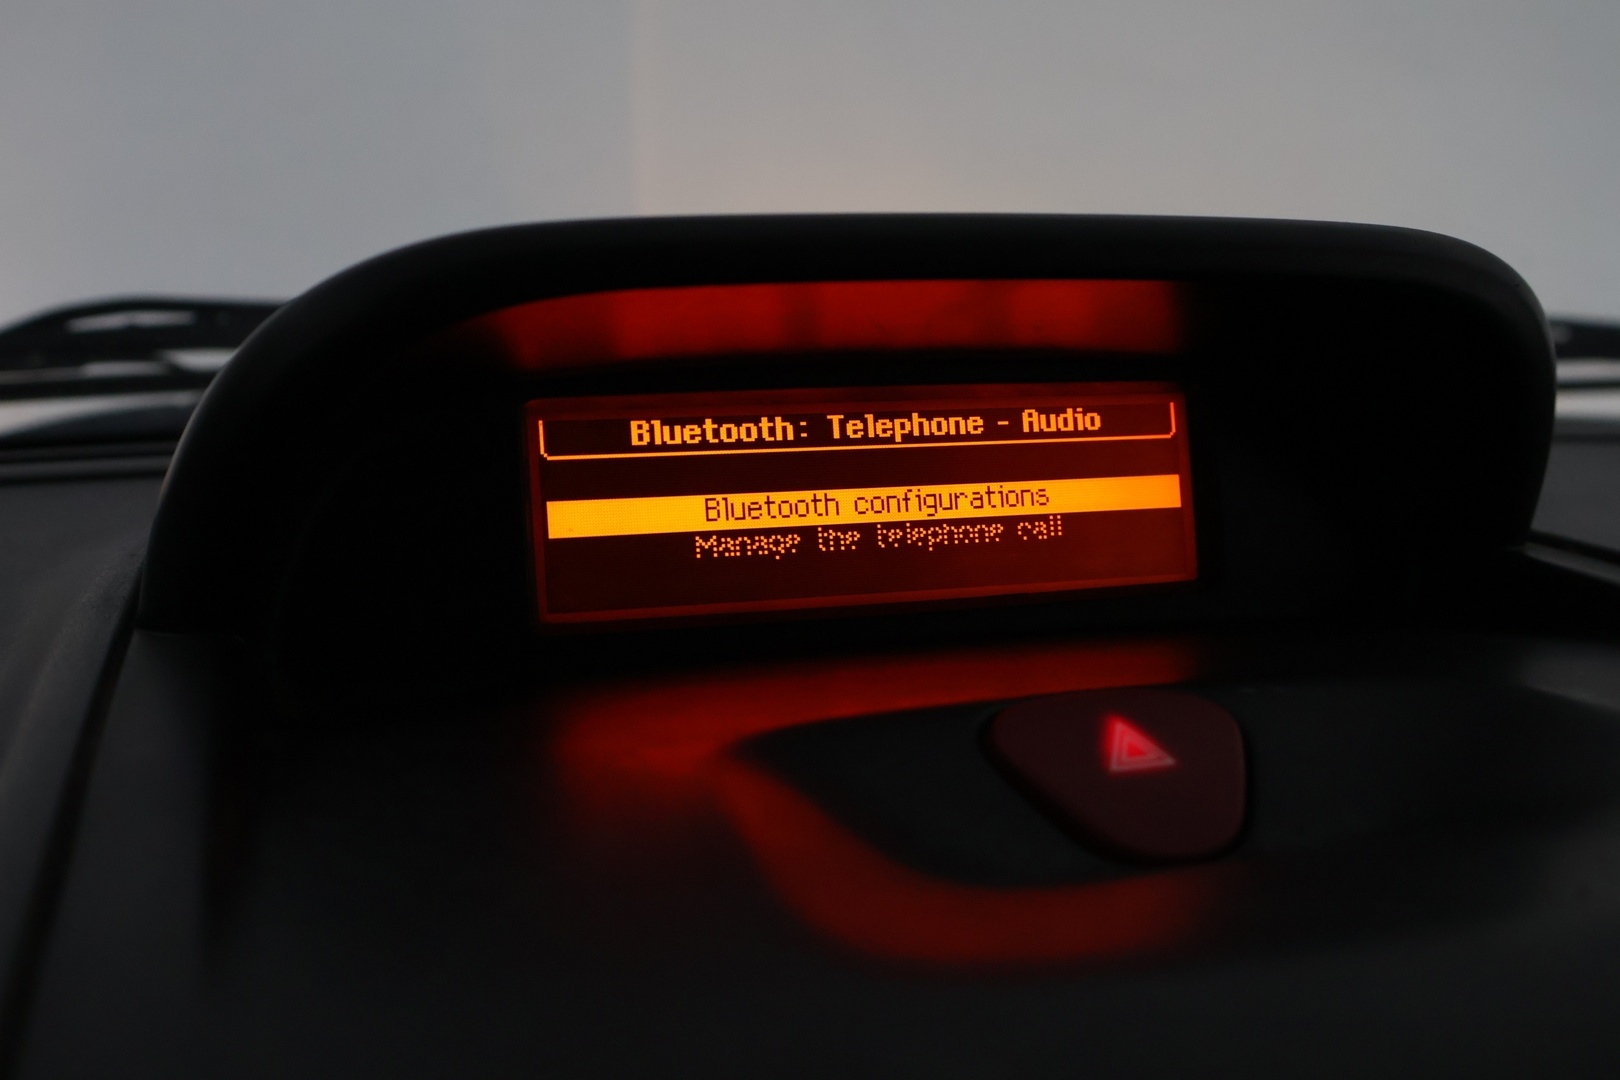 Bluetooth: Telephone - Audio
Bluetooth configurations
Manage the telephone call